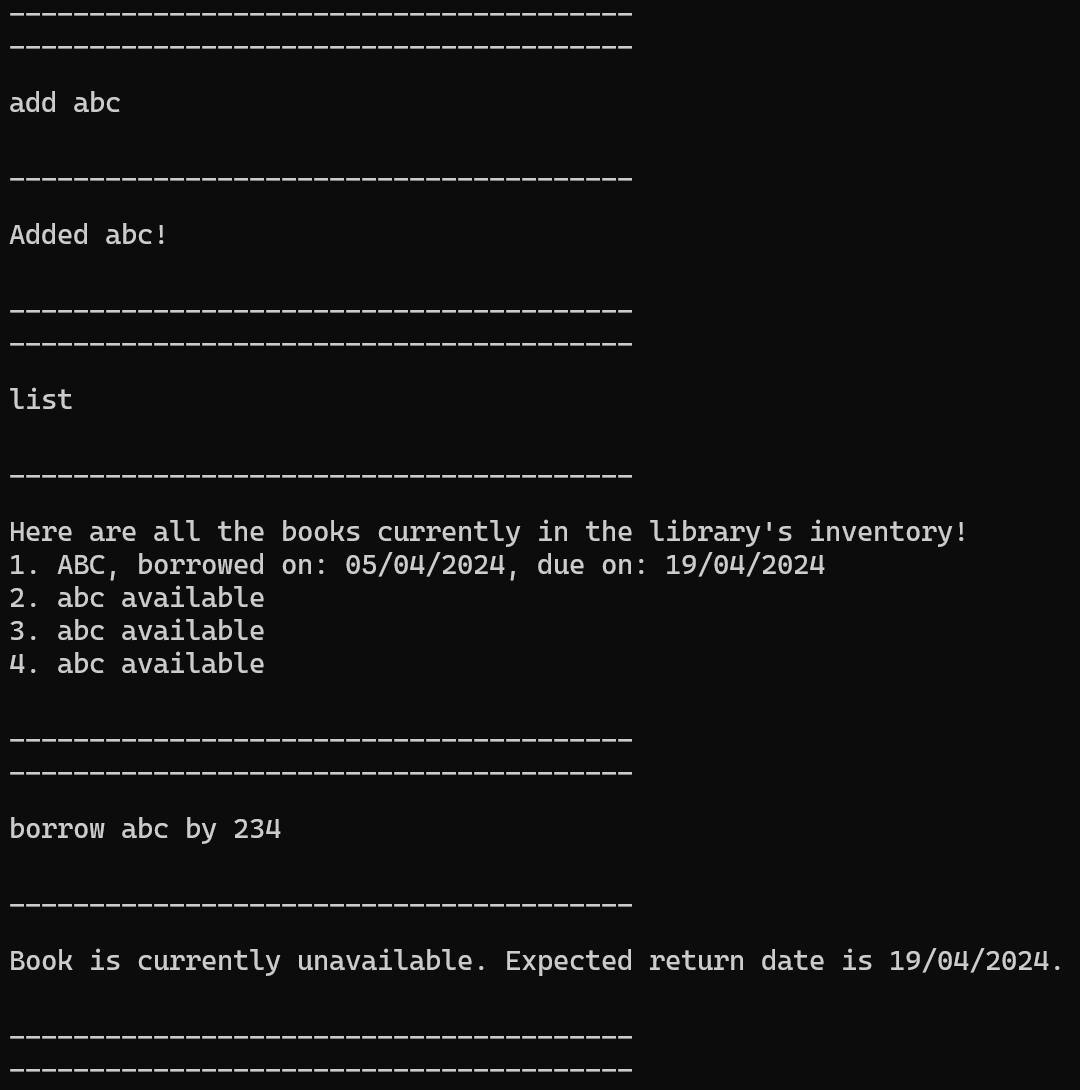 ---------------------------------------
---------------------------------------
add abc
---------------------------------------
Added abc!
---------------------------------------
---------------------------------------
list
---------------------------------------
Here are all the books currently in the library's inventory!
1. ABC, borrowed on: 05/04/2024, due on: 19/04/2024
2. abc available
3. abc available
4. abc available
---------------------------------------
---------------------------------------
borrow abc by 234
---------------------------------------
Book is currently unavailable. Expected return date is 19/04/2024.
---------------------------------------
---------------------------------------